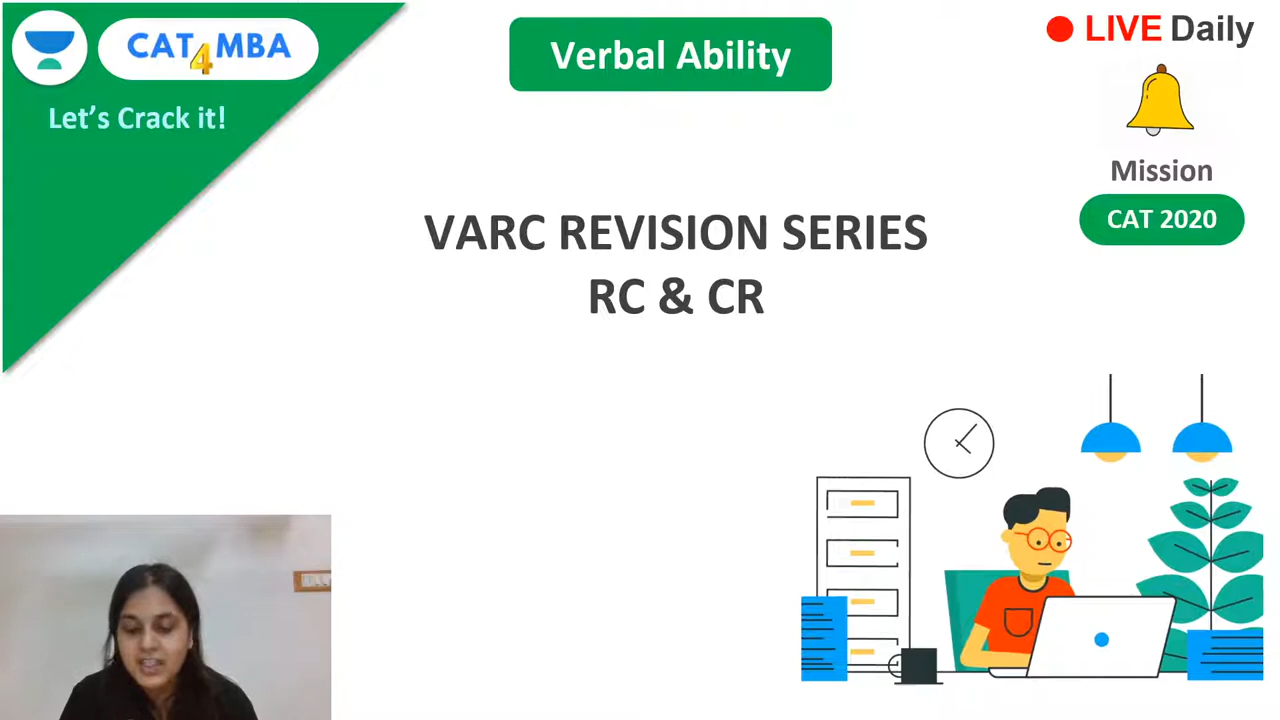 CAT4MBA
Let's Crack it!
Verbal Ability
LIVE Daily
Mission
CAT 2020
VARC REVISION SERIES
RC & CR